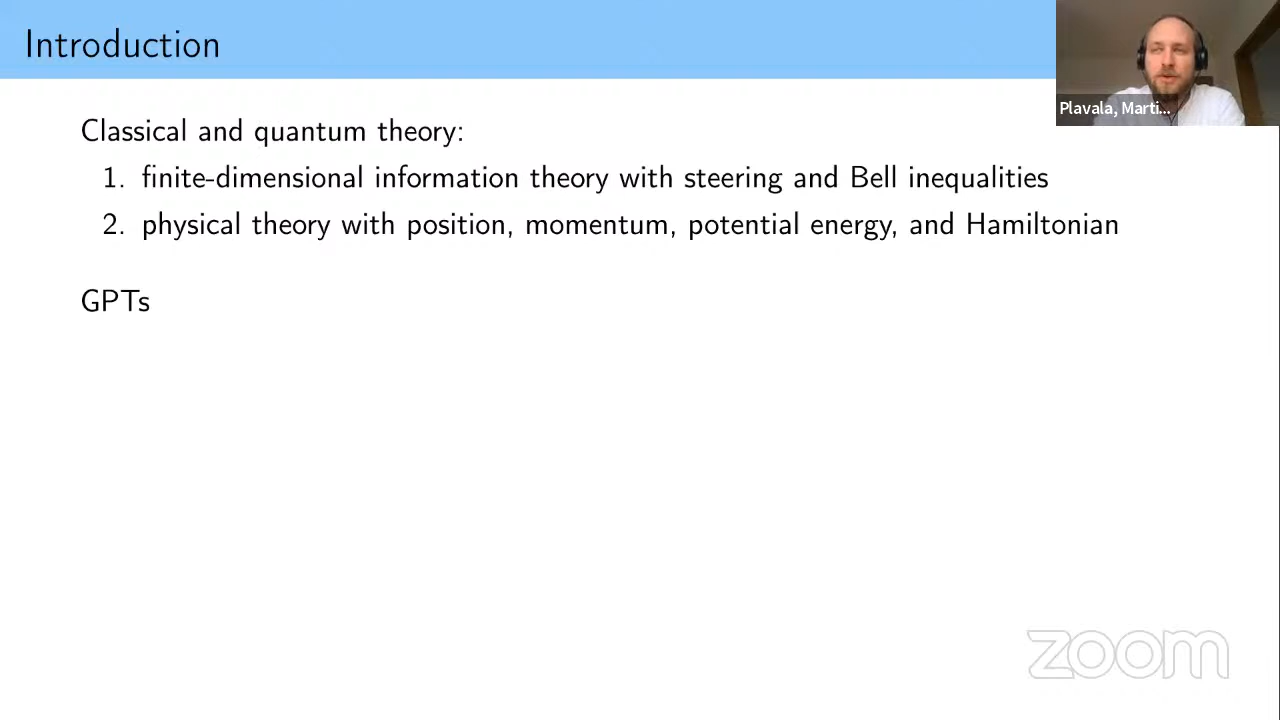 Introduction
Plavala, Marti...
Classical and quantum theory:
1. finite-dimensional information theory with steering and Bell inequalities
2. physical theory with position, momentum, potential energy, and Hamiltonian
GPTs
zoom